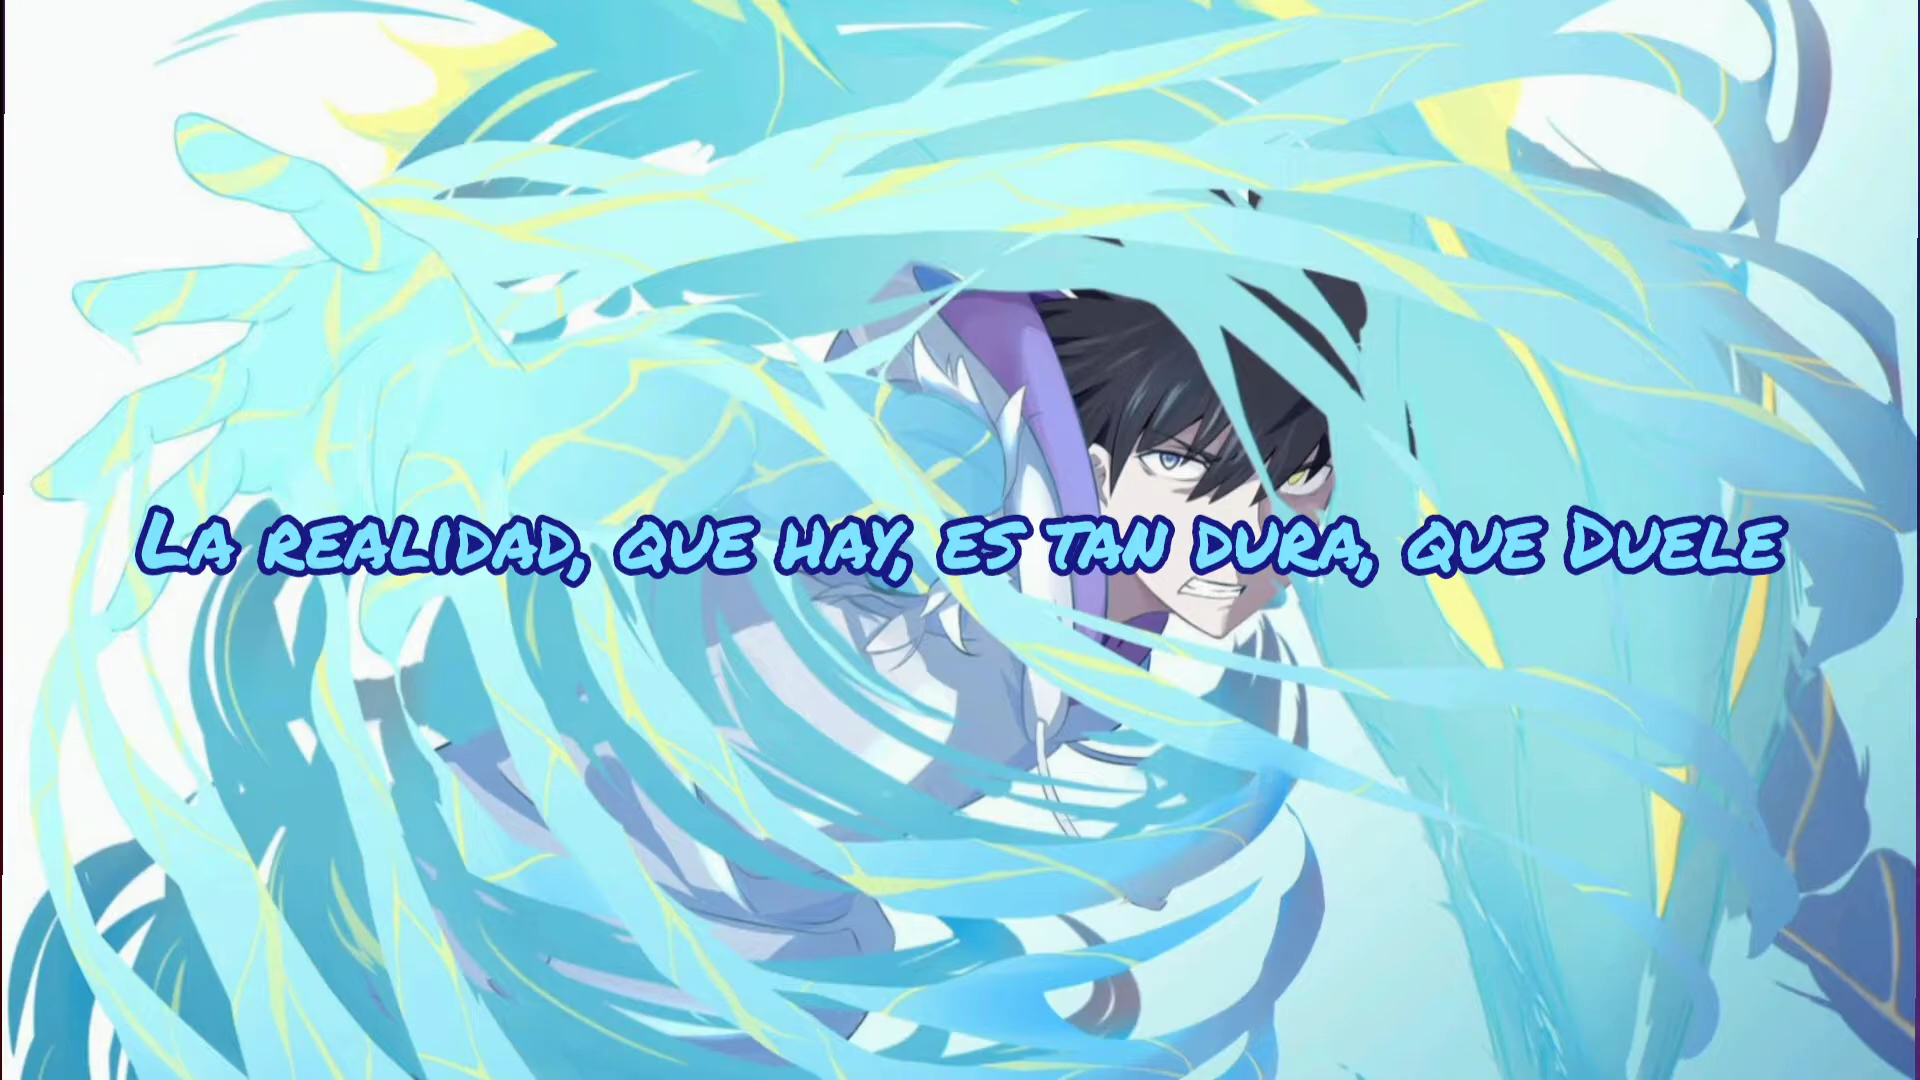 La realidad, que hay, es tan dura, que Duele